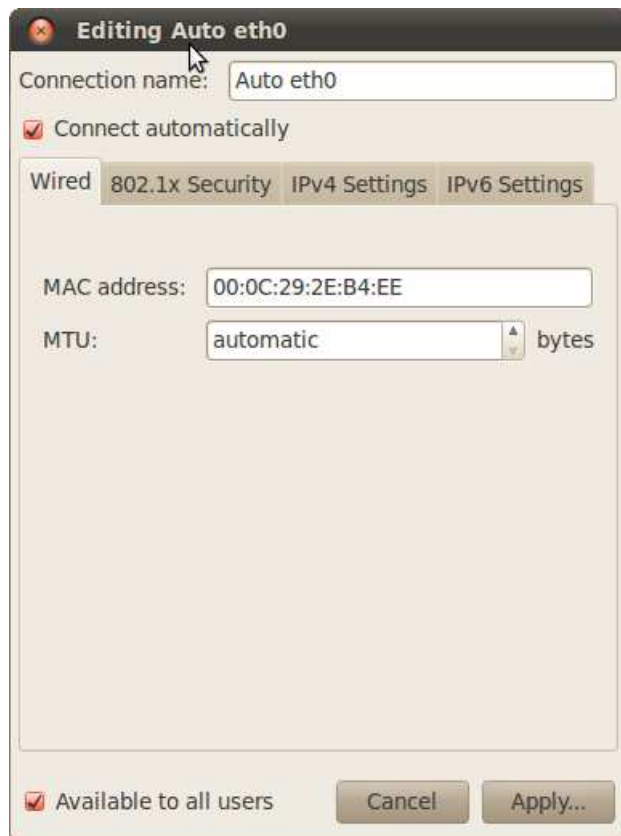 Editing Auto eth0
Connection name: Auto eth0
Connect automatically
Wired 802.1x Security IPv4 Settings IPv6 Settings
MAC address: 00:0C:29:2E:B4:EE
MTU: automatic bytes
Available to all users Cancel Apply...